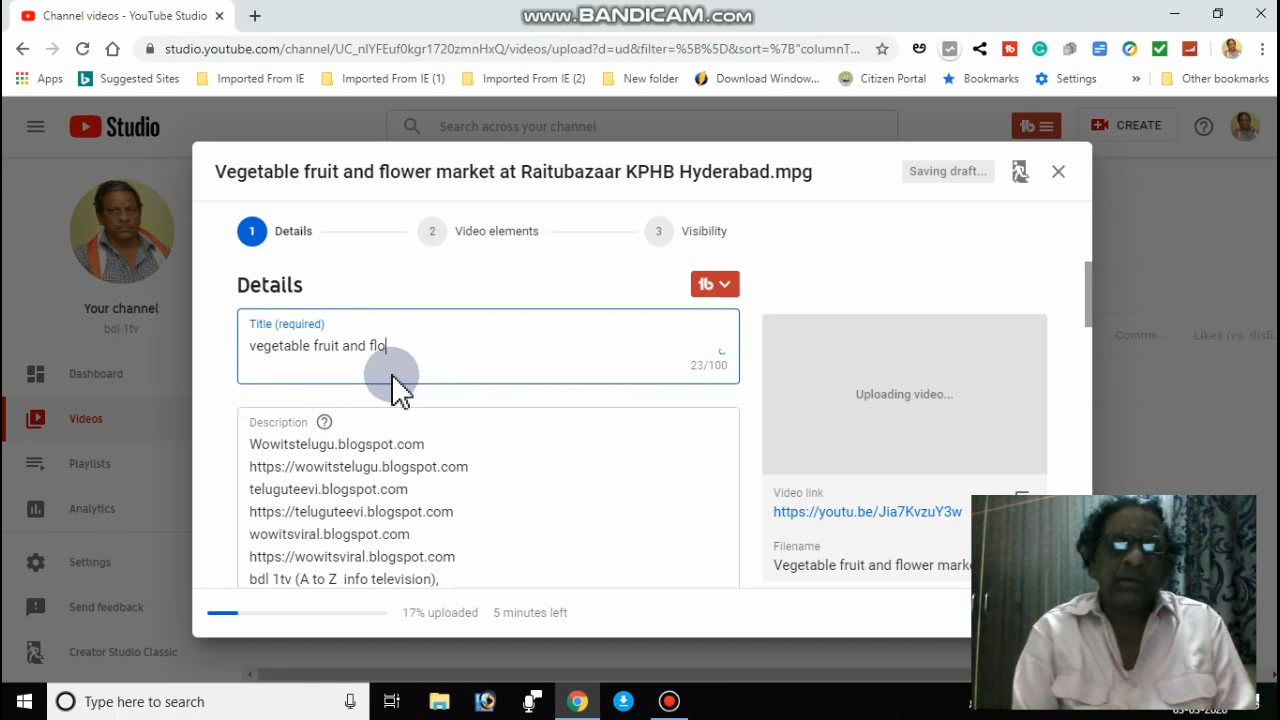 www.BANDICAM.com
Channel videos - YouTube Studio
studio.youtube.com/channel/UC_nIYFEuf0kgr1720zmnHxQ/videos/upload?d=ud&filter=%5B%5D&sort=%7B"columnT...
Apps Suggested Sites Imported From IE Imported From IE (1) Imported From IE (2) New folder Download Window... Citizen Portal Bookmarks Settings » Other bookmarks
Studio
Search across your channel
CREATE
Vegetable fruit and flower market at Raitubazaar KPHB Hyderabad.mpg
Saving draft...
1 Details
2 Video elements
3 Visibility
Your channel
bdl 1tv
Dashboard
Videos
Playlists
Analytics
Settings
Send feedback
Creator Studio Classic
Details
Title (required)
vegetable fruit and flo
23/100
Description
Wowitstelugu.blogspot.com
https://wowitstelugu.blogspot.com
teluguteevi.blogspot.com
https://teluguteevi.blogspot.com
wowitsviral.blogspot.com
https://wowitsviral.blogspot.com
bdl 1tv (A to Z info television),
Uploading video...
Video link
https://youtu.be/Jia7KvzuY3w
Filename
Vegetable fruit and flower marke
Comme...
Likes (vs. disli...
17% uploaded 5 minutes left
Type here to search